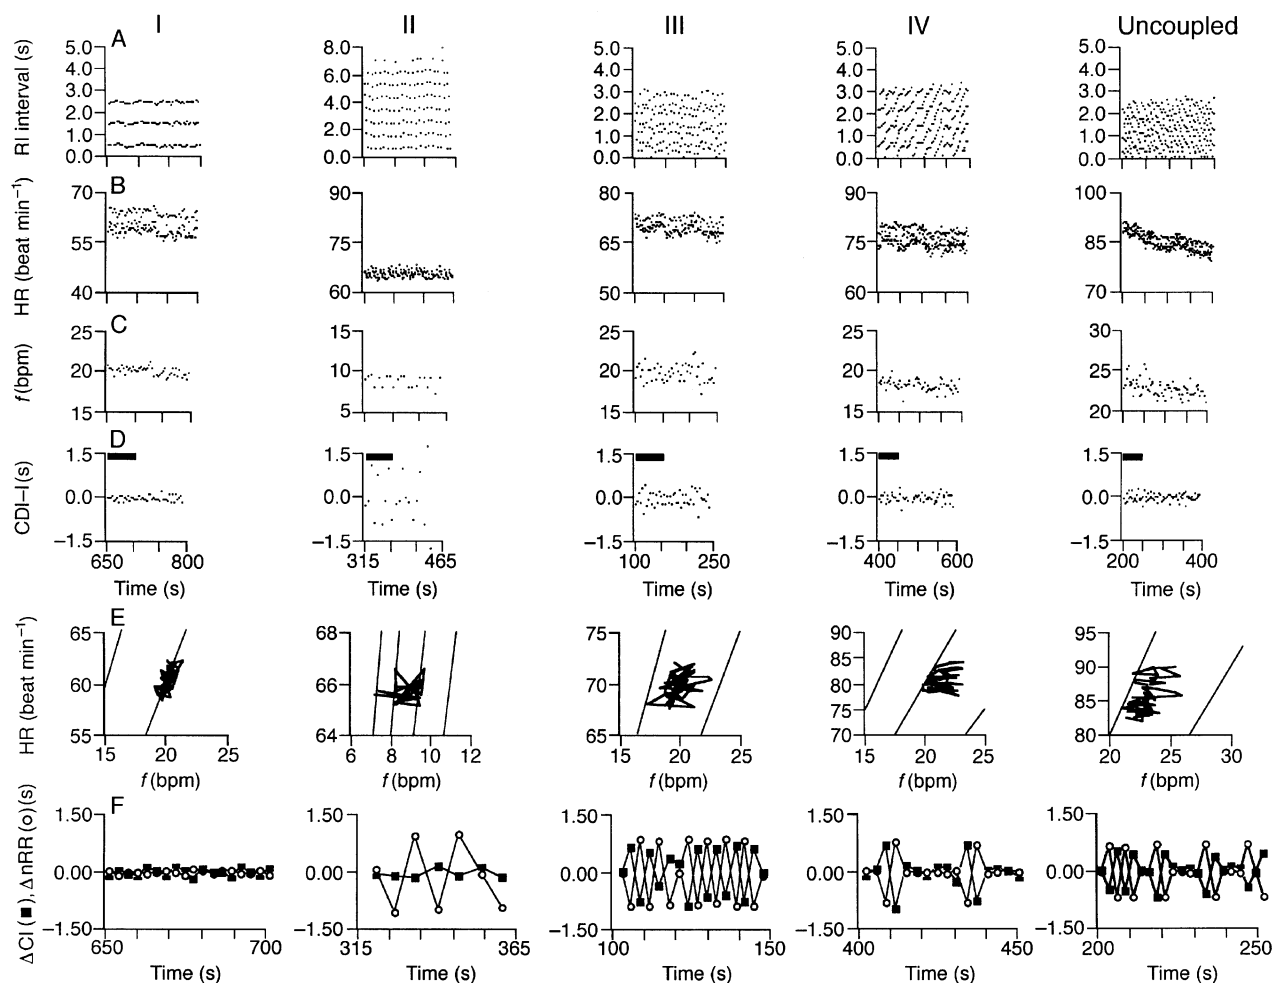 I II III IV Uncoupled
A
RI interval (s)
5.0 8.0 5.0 5.0 5.0
4.0 6.0 4.0 4.0 4.0
3.0 4.0 3.0 3.0 3.0
2.0 2.0 2.0 2.0 2.0
1.0 0.0 1.0 1.0 1.0
0.0 0.0 0.0 0.0
B
HR (beat min⁻¹)
70 90 80 90 100
55 75 65 75 85
40 60 50 60 70
C
f (bpm)
25 15 25 25 30
20 10 20 20 25
15 5 15 15 20
D
CDI–I (s)
1.5 1.5 1.5 1.5 1.5
0.0 0.0 0.0 0.0 0.0
–1.5 –1.5 –1.5 –1.5 –1.5
650 800 315 465 100 250 400 600 200 400
Time (s) Time (s) Time (s) Time (s) Time (s)
E
HR (beat min⁻¹)
65 68 75 90 95
60 66 70 85 90
55 64 65 80 85
75 80
70
15 20 25 6 8 10 12 15 20 25 15 20 25 20 25 30
f (bpm) f (bpm) f (bpm) f (bpm) f (bpm)
F
ΔCI (■), ΔnRR (o) (s)
1.50 1.50 1.50 1.50 1.50
0.00 0.00 0.00 0.00 0.00
–1.50 –1.50 –1.50 –1.50 –1.50
650 700 315 365 100 150 400 450 200 250
Time (s) Time (s) Time (s) Time (s) Time (s)